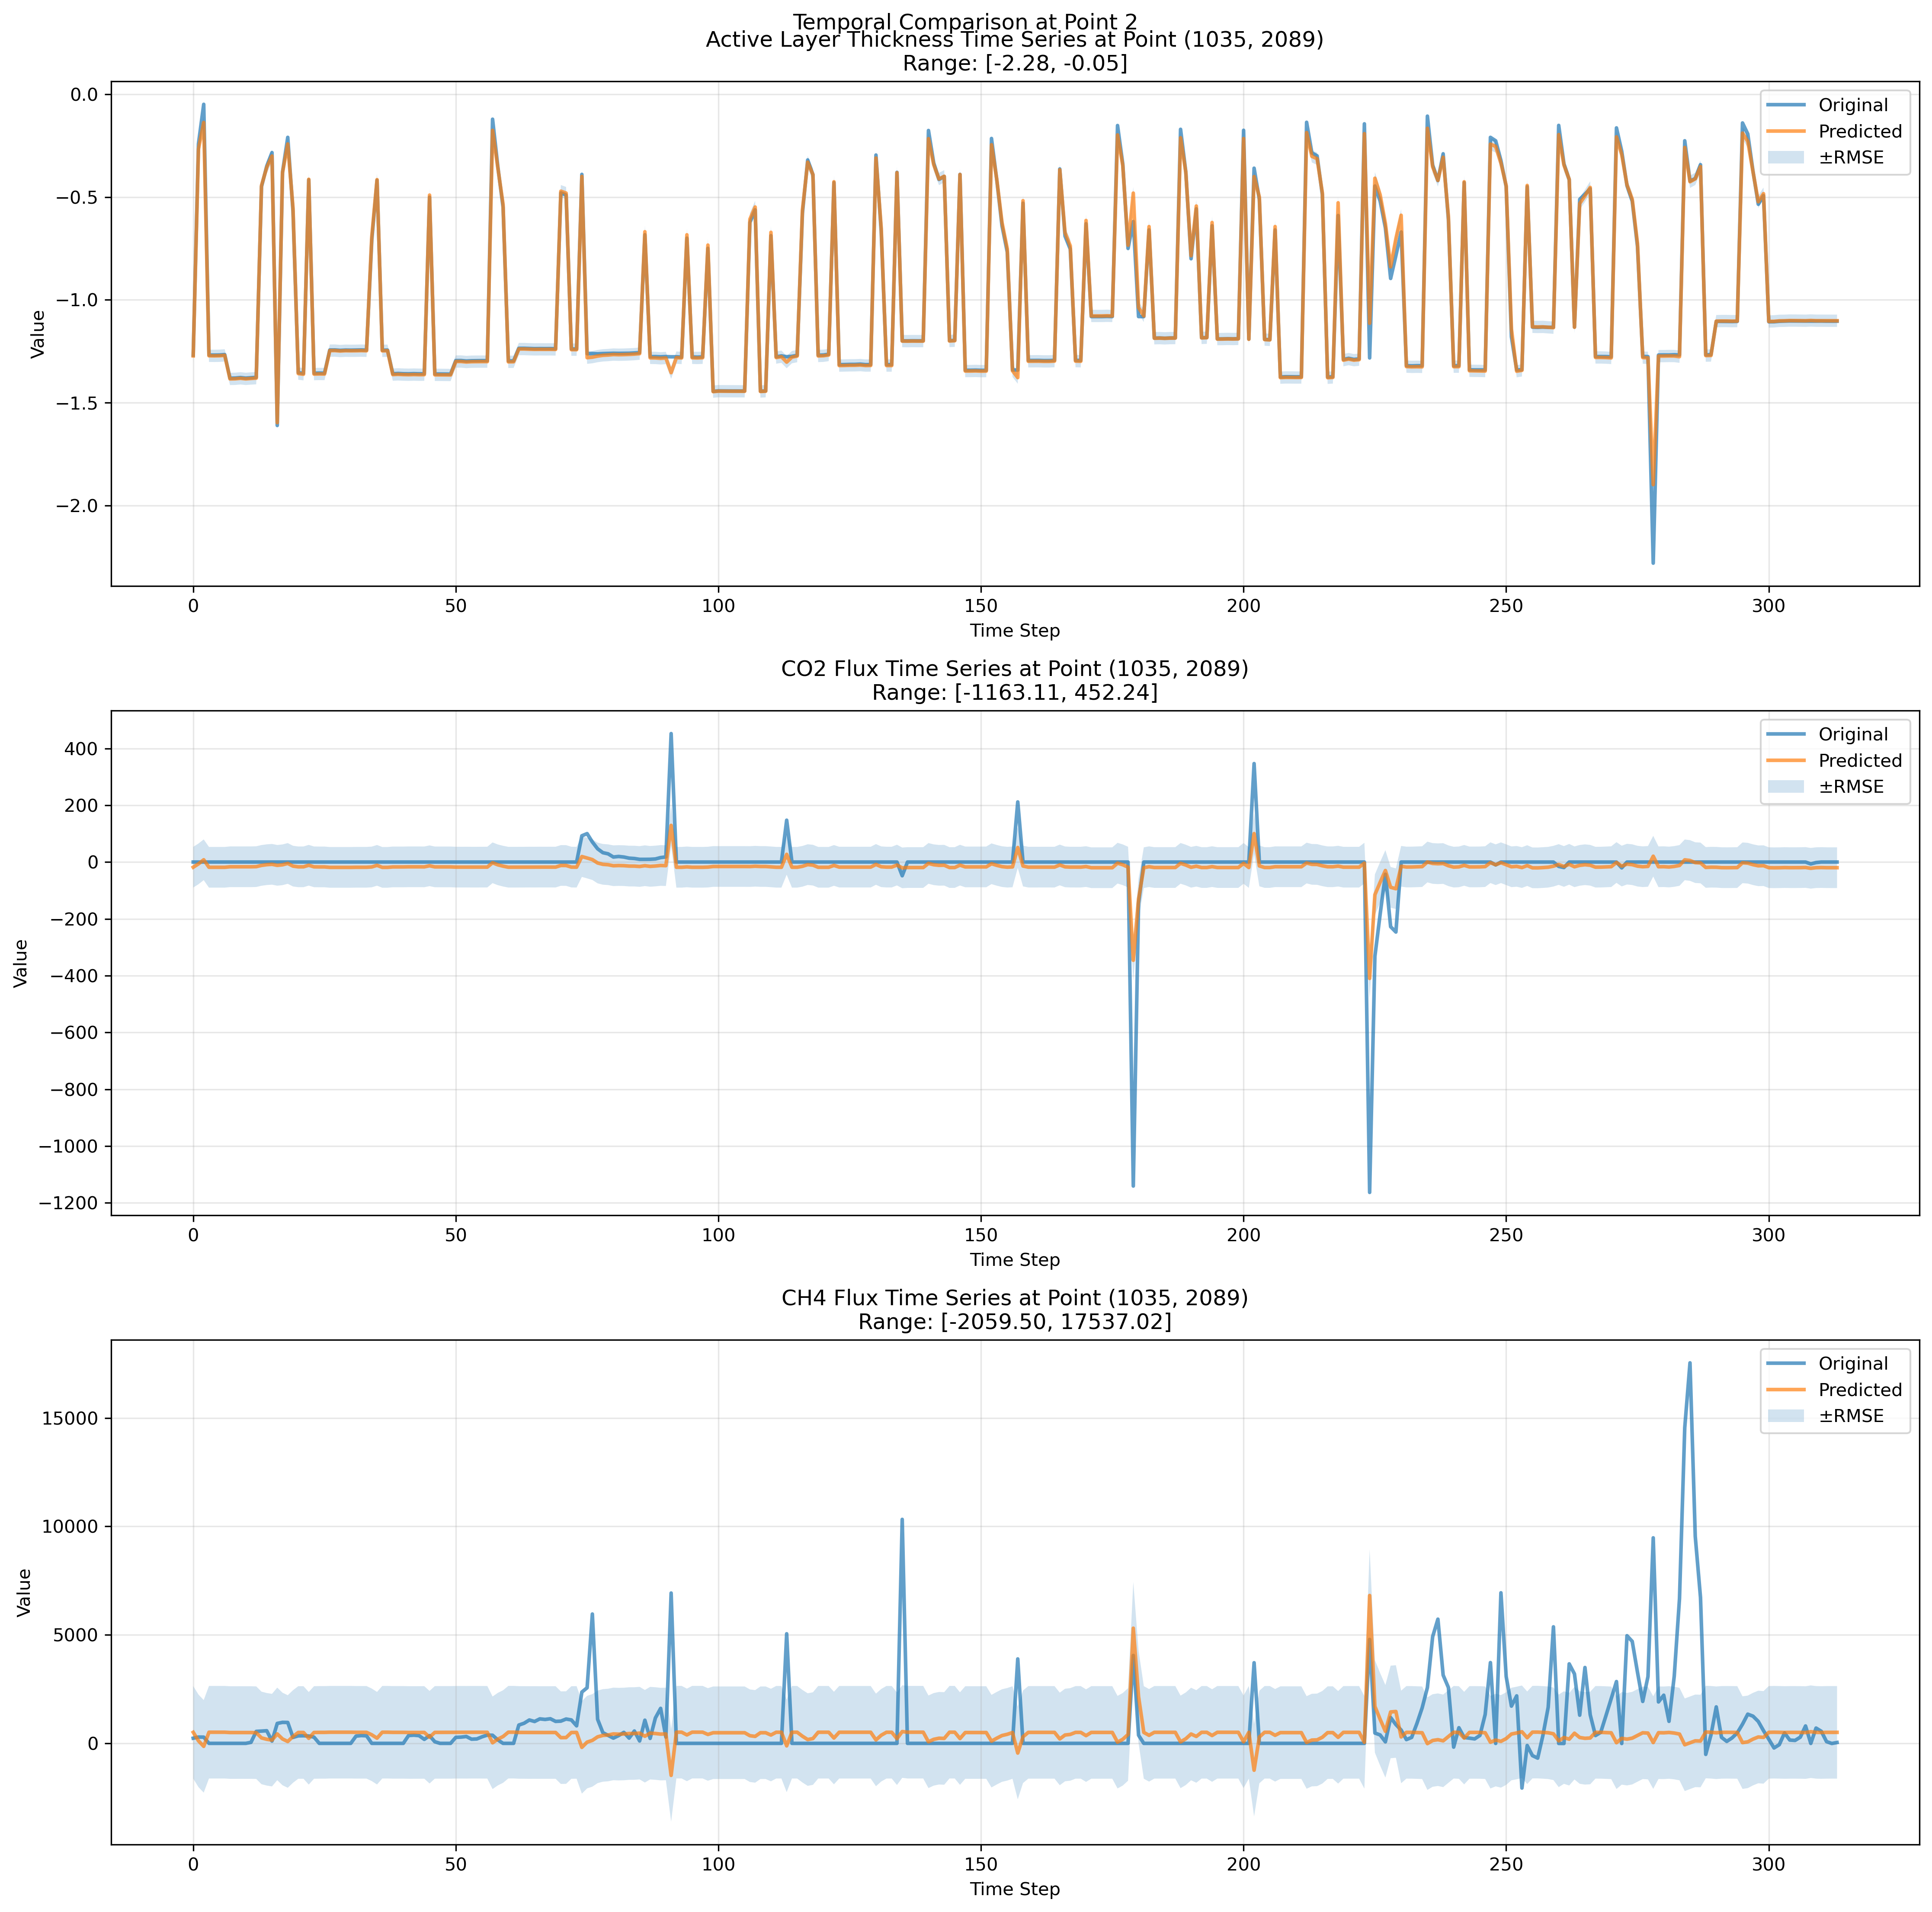 Temporal Comparison at Point 2
Active Layer Thickness Time Series at Point (1035, 2089)
Range: [-2.28, -0.05]
0.0
−0.5
−1.0
−1.5
−2.0
Value
0 50 100 150 200 250 300
Time Step
Original
Predicted
±RMSE
CO2 Flux Time Series at Point (1035, 2089)
Range: [-1163.11, 452.24]
400
200
0
−200
−400
−600
−800
−1000
−1200
Value
0 50 100 150 200 250 300
Time Step
Original
Predicted
±RMSE
CH4 Flux Time Series at Point (1035, 2089)
Range: [-2059.50, 17537.02]
15000
10000
5000
0
Value
0 50 100 150 200 250 300
Time Step
Original
Predicted
±RMSE